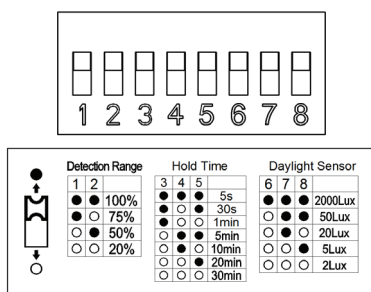 1 2 3 4 5 6 7 8
Detection Range Hold Time Daylight Sensor
1 2 3 4 5 6 7 8
100% 5s 2000Lux
75% 30s 50Lux
50% 1min 20Lux
20% 5min 5Lux
10min 2Lux
20min
30min